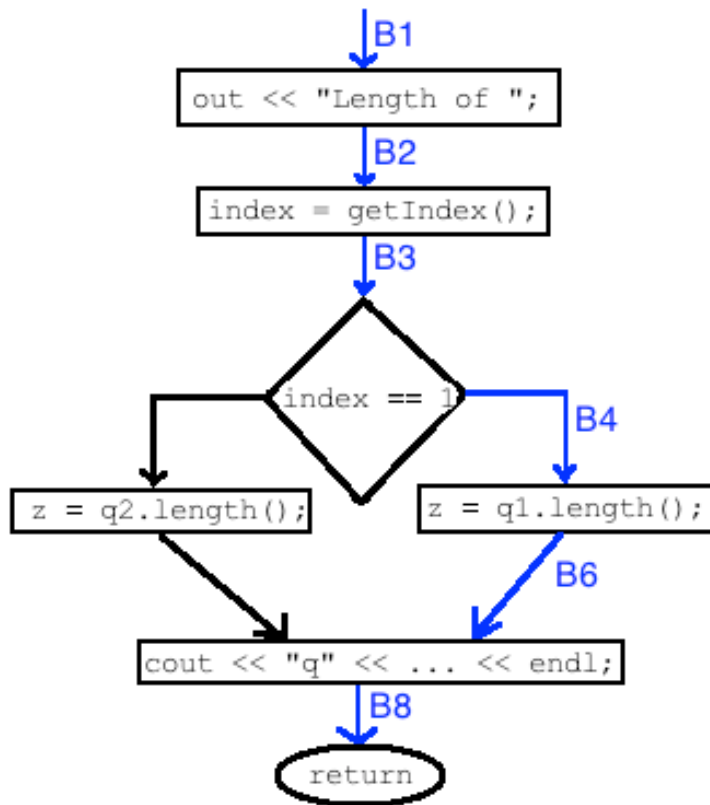 B1
out << "Length of ";
B2
index = getIndex();
B3
index == 1
B4
z = q2.length();
z = q1.length();
B6
cout << "q" << ... << endl;
B8
return